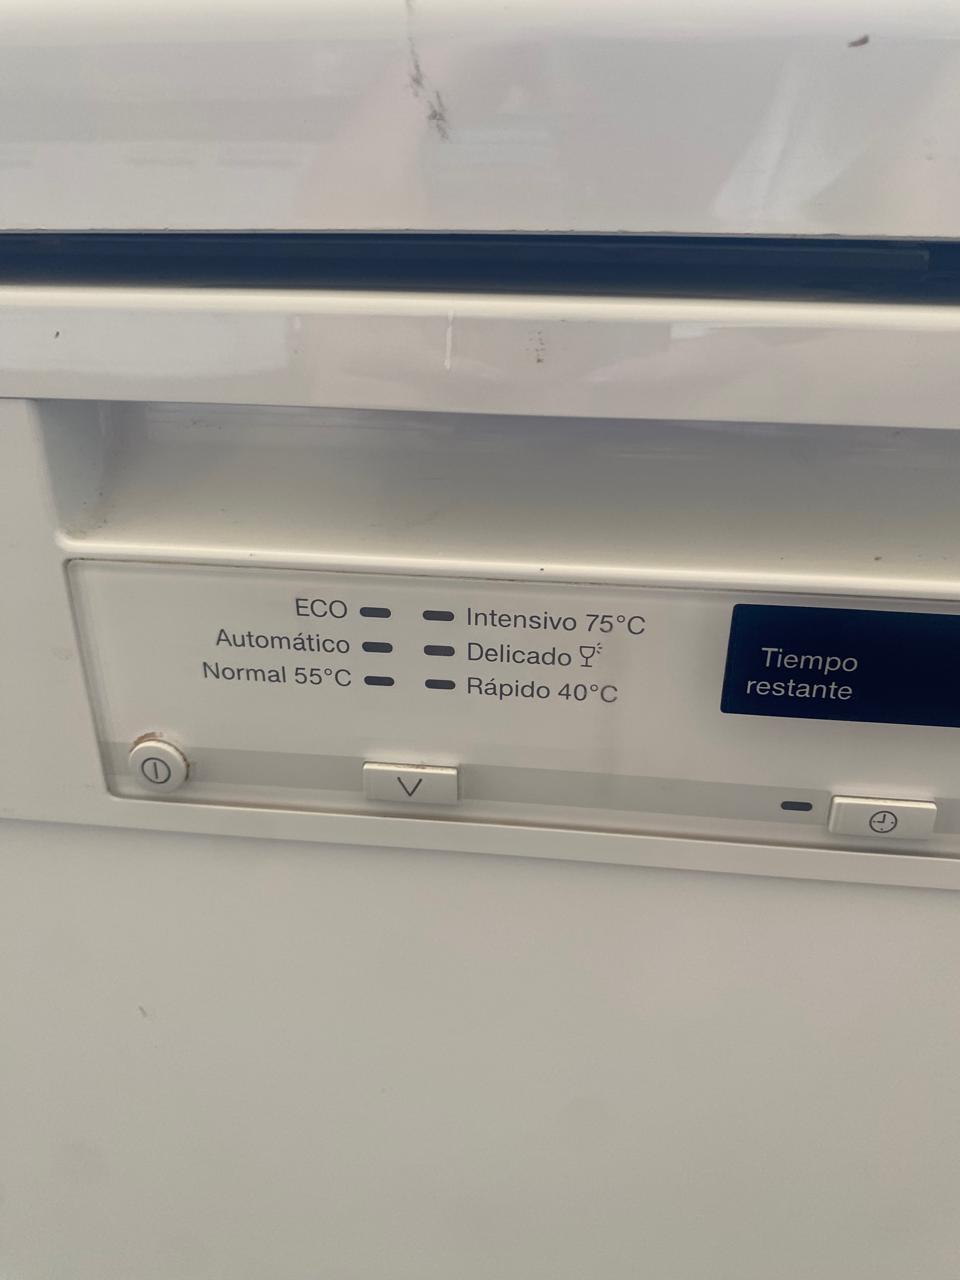 ECO
Automático
Normal 55°C
Intensivo 75°C
Delicado
Rápido 40°C
Tiempo
restante